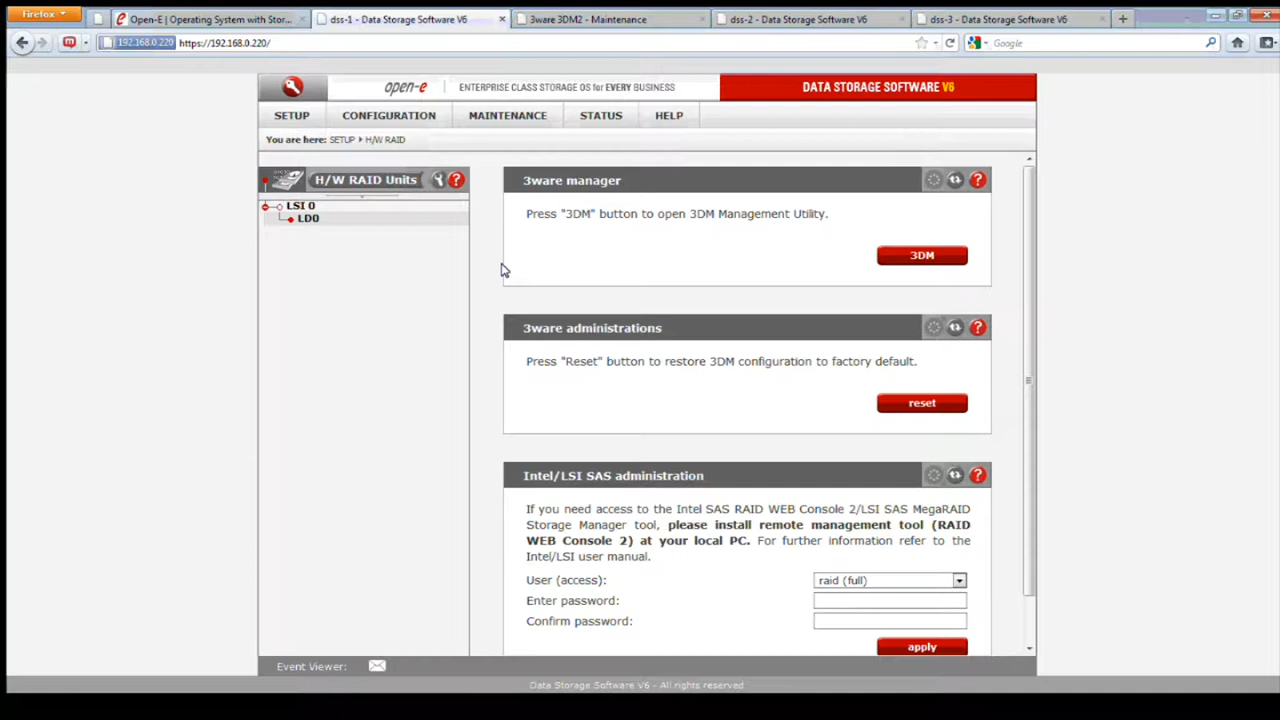 Firefox
Open-E | Operating System with Stor...
dss-1 - Data Storage Software V6
3ware 3DM2 - Maintenance
dss-2 - Data Storage Software V6
dss-3 - Data Storage Software V6
192.168.0.220 https://192.168.0.220/
Google
open-e
ENTERPRISE CLASS STORAGE OS for EVERY BUSINESS
DATA STORAGE SOFTWARE V6
SETUP CONFIGURATION MAINTENANCE STATUS HELP
You are here: SETUP H/W RAID
H/W RAID Units
LSI 0
LD0
3ware manager
Press "3DM" button to open 3DM Management Utility.
3DM
3ware administrations
Press "Reset" button to restore 3DM configuration to factory default.
reset
Intel/LSI SAS administration
If you need access to the Intel SAS RAID WEB Console 2/LSI SAS MegaRAID
Storage Manager tool, please install remote management tool (RAID
WEB Console 2) at your local PC. For further information refer to the
Intel/LSI user manual.
User (access): raid (full)
Enter password:
Confirm password:
apply
Event Viewer:
Data Storage Software V6 - All rights reserved